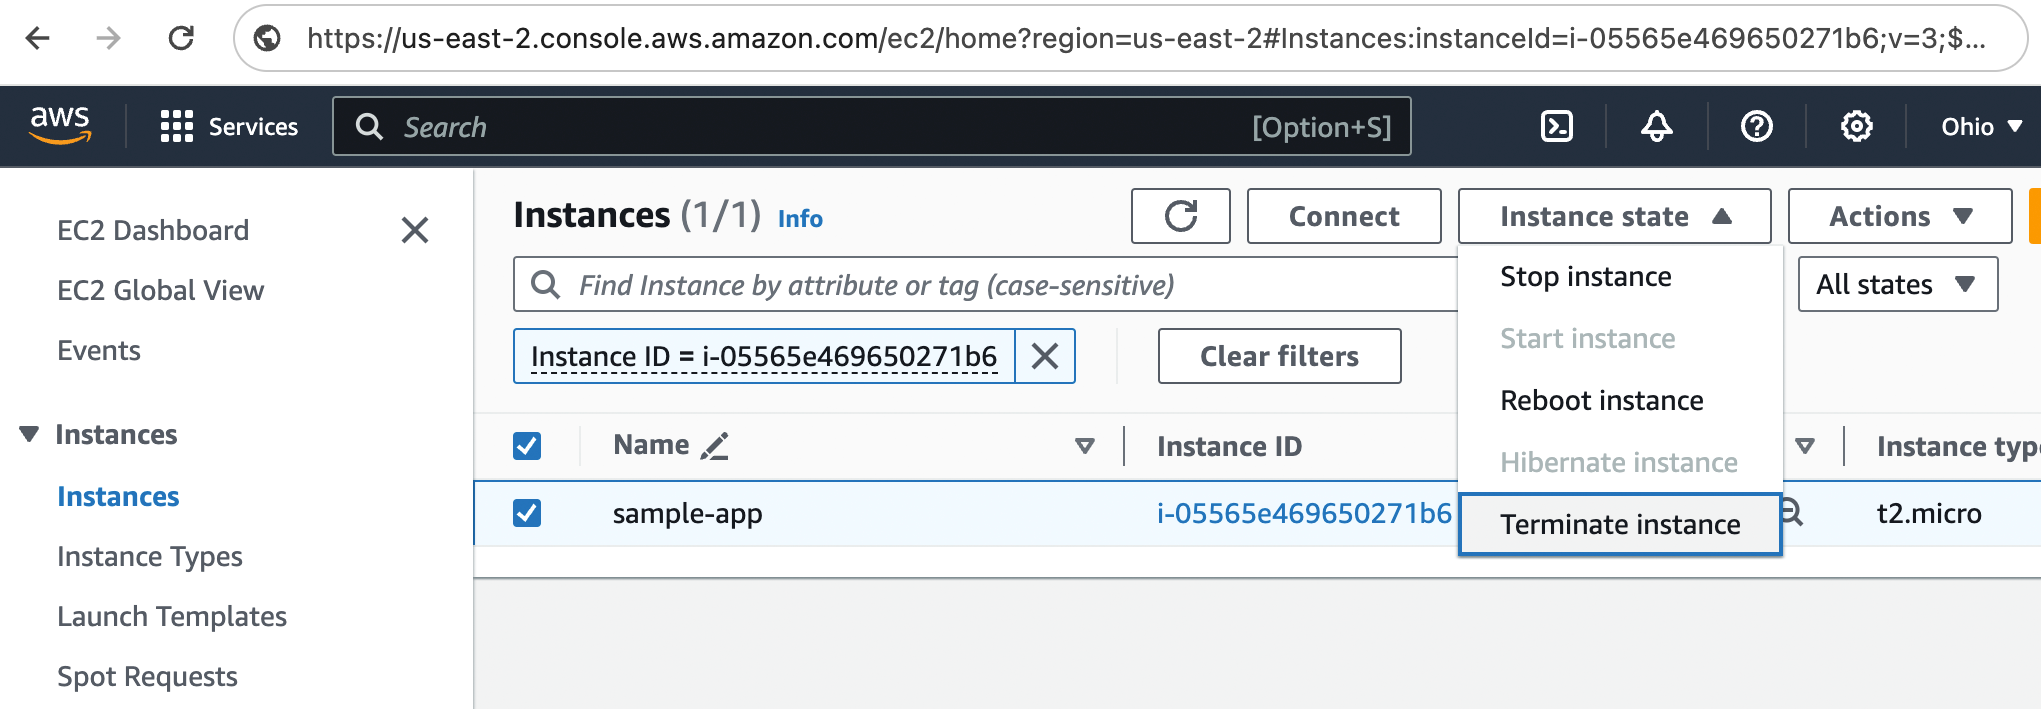 https://us-east-2.console.aws.amazon.com/ec2/home?region=us-east-2#Instances:instanceId=i-05565e469650271b6;v=3;$...
aws
Services
Search
[Option+S]
Ohio
EC2 Dashboard
EC2 Global View
Events
Instances
Instances
Instance Types
Launch Templates
Spot Requests
Instances (1/1) Info
Connect
Instance state
Actions
Find Instance by attribute or tag (case-sensitive)
All states
Instance ID = i-05565e469650271b6
Clear filters
Stop instance
Start instance
Reboot instance
Hibernate instance
Terminate instance
Name
Instance ID
Instance type
sample-app
i-05565e469650271b6
t2.micro